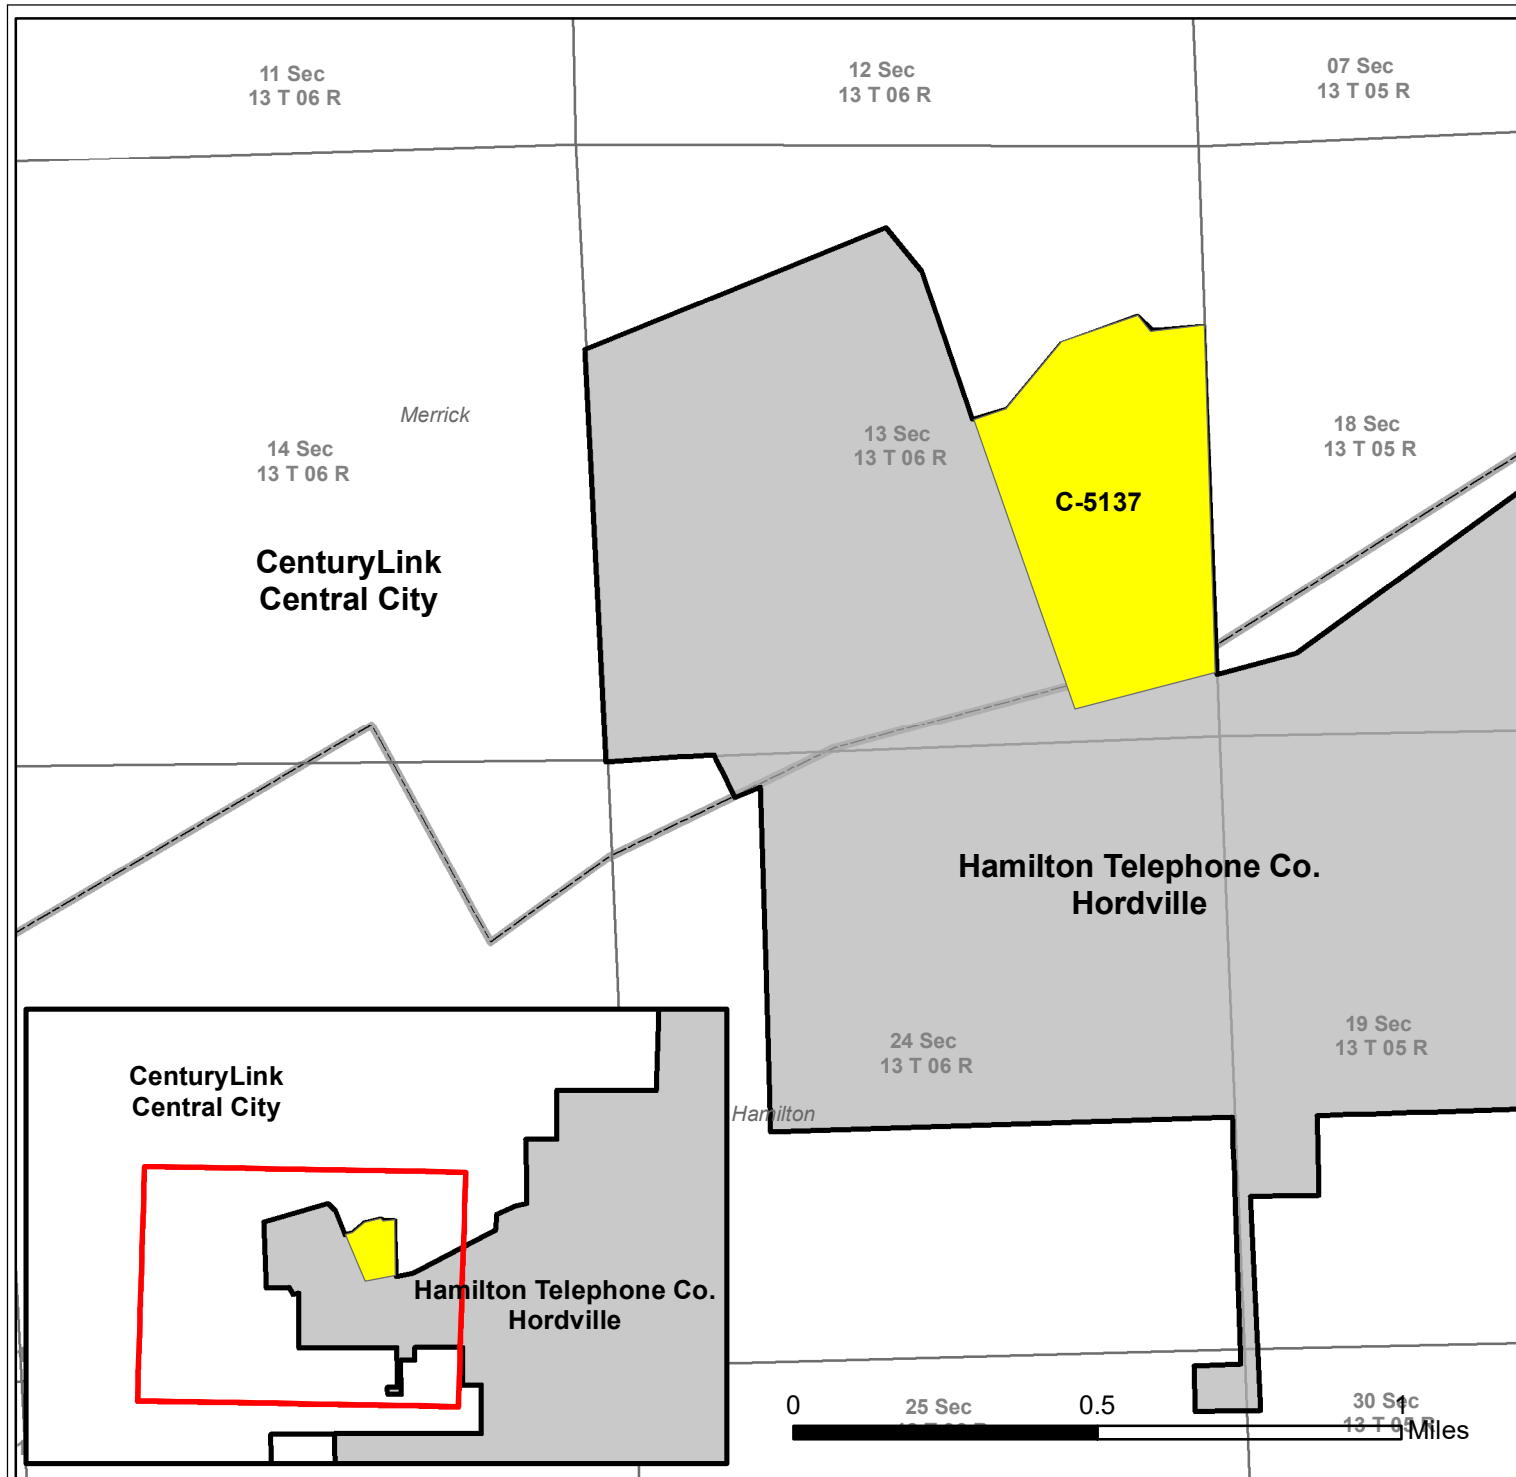 11 Sec
13 T 06 R
12 Sec
13 T 06 R
07 Sec
13 T 05 R
Merrick
14 Sec
13 T 06 R
13 Sec
13 T 06 R
18 Sec
13 T 05 R
C-5137
CenturyLink
Central City
Hamilton Telephone Co.
Hordville
24 Sec
13 T 06 R
19 Sec
13 T 05 R
Hamilton
CenturyLink
Central City
Hamilton Telephone Co.
Hordville
25 Sec
30 Sec
13 T 05 R
0 0.5 1
Miles